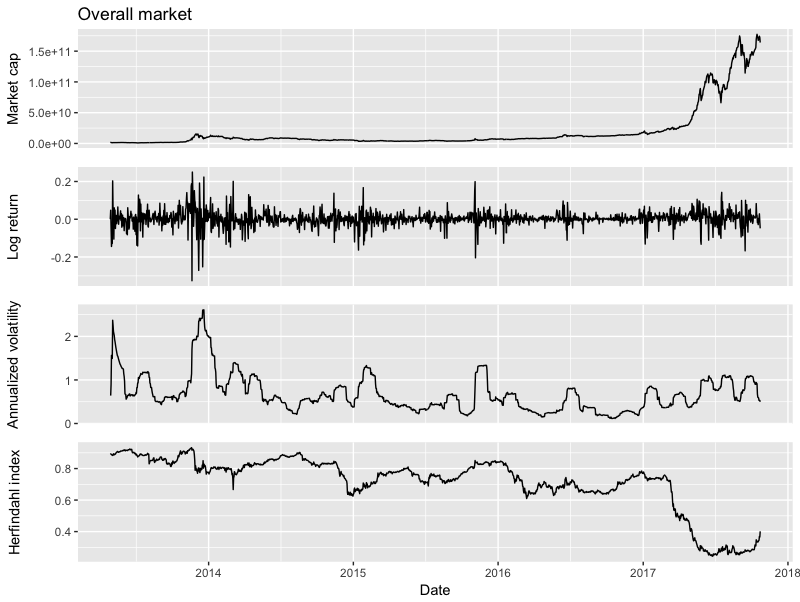 Overall market
Market cap
1.5e+11
1.0e+11
5.0e+10
0.0e+00
Log return
0.2
0.0
-0.2
Annualized volatility
2
1
0
Herfindahl index
0.8
0.6
0.4
2014 2015 2016 2017 2018
Date